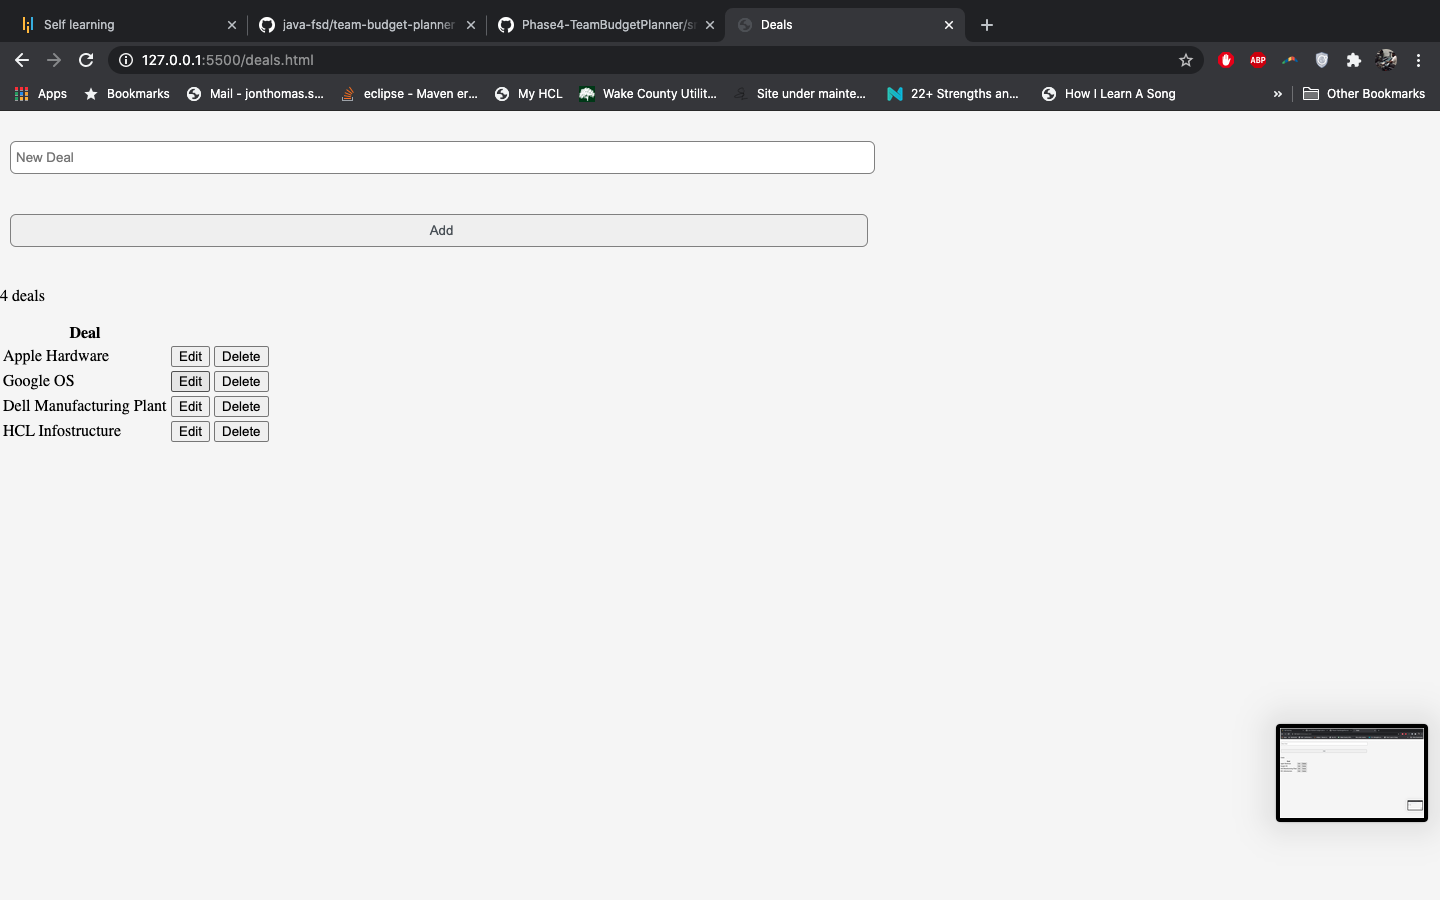 Self learning
java-fsd/team-budget-planner
Phase4-TeamBudgetPlanner/s
Deals
127.0.0.1:5500/deals.html
ABP
Apps
Bookmarks
Mail - jonthomas.s...
eclipse - Maven er...
My HCL
Wake County Utilit...
Site under mainte...
22+ Strengths an...
How I Learn A Song
»
Other Bookmarks
New Deal
Add
4 deals
Deal
Apple Hardware Edit Delete
Google OS Edit Delete
Dell Manufacturing Plant Edit Delete
HCL Infostructure Edit Delete